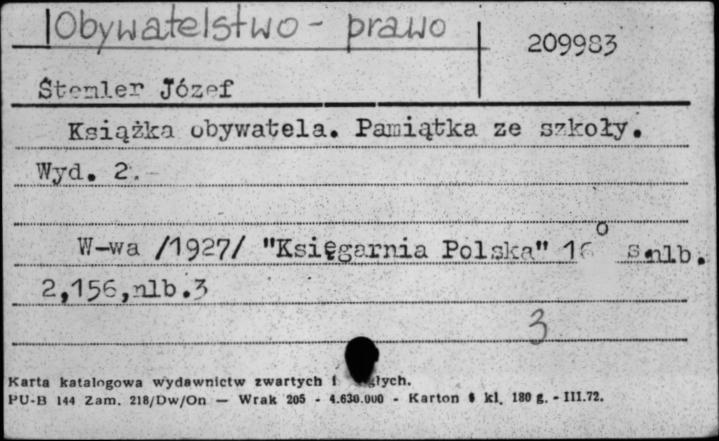 Obywatelstwo - prawo
209983
Stemler Józef
Książka obywatela. Pamiątka ze szkoły.
Wyd. 2.-
W-wa /1927/ "Księgarnia Polska" 16° s.nlb.
2,156,nlb.3
3
Karta katalogowa wydawnictw zwartych i
PU-B 144 Zam. 218/Dw/On — Wrak 205 - 4.630.000 - Karton kl. 180 g. - III.72.